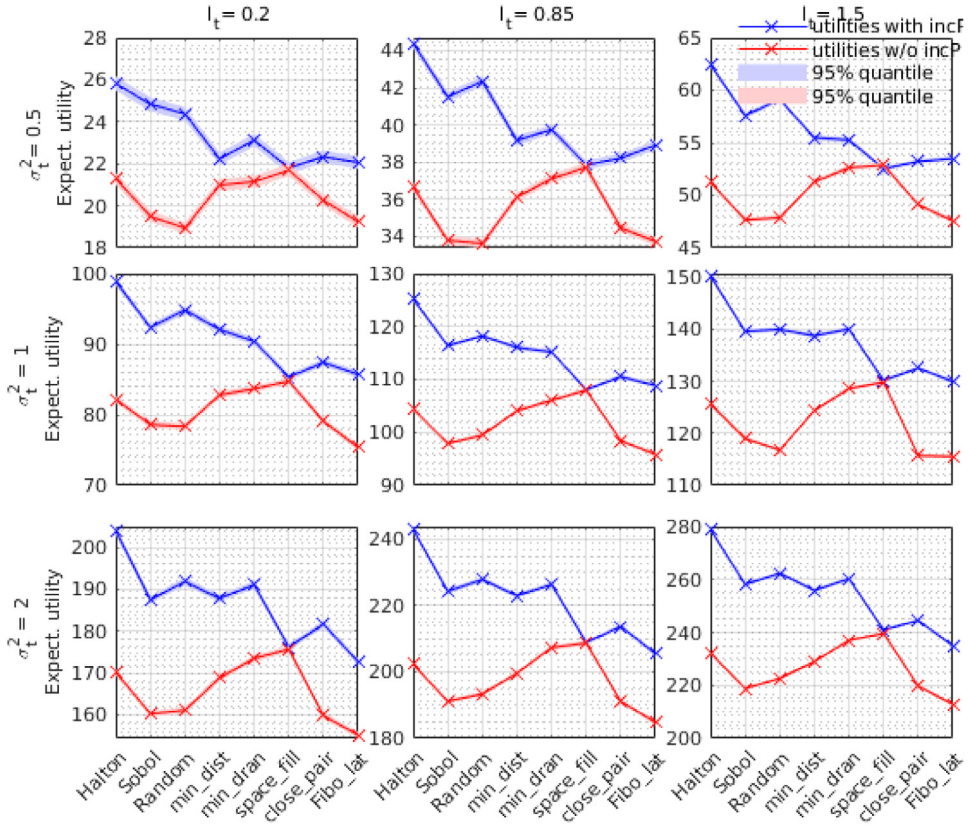 l_t = 0.2
l_t = 0.85
l_t = 1.5
utilities with incP
utilities w/o incP
95% quantile
95% quantile
σ_t^2 = 0.5
Expect. utility
28
26
24
22
20
18
44
42
40
38
36
34
65
60
55
50
45
σ_t^2 = 1
Expect. utility
100
90
80
70
130
120
110
100
90
150
140
130
120
110
σ_t^2 = 2
Expect. utility
200
190
180
170
160
240
220
200
180
280
260
240
220
200
Halton
Sobol
Random
min_dist
min_dran
space_fill
close_pair
Fibo_lat
Halton
Sobol
Random
min_dist
min_dran
space_fill
close_pair
Fibo_lat
Halton
Sobol
Random
min_dist
min_dran
space_fill
close_pair
Fibo_lat